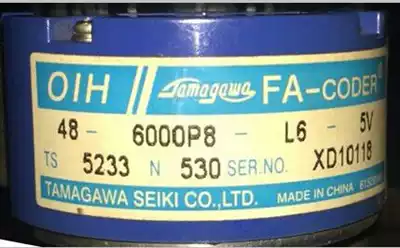 OIH Tamagawa FA-CODER®
48 - 6000P8 - L6 - 5V
TS 5233 N 530 SER.NO. XD10118
TAMAGAWA SEIKI CO.,LTD. MADE IN CHINA